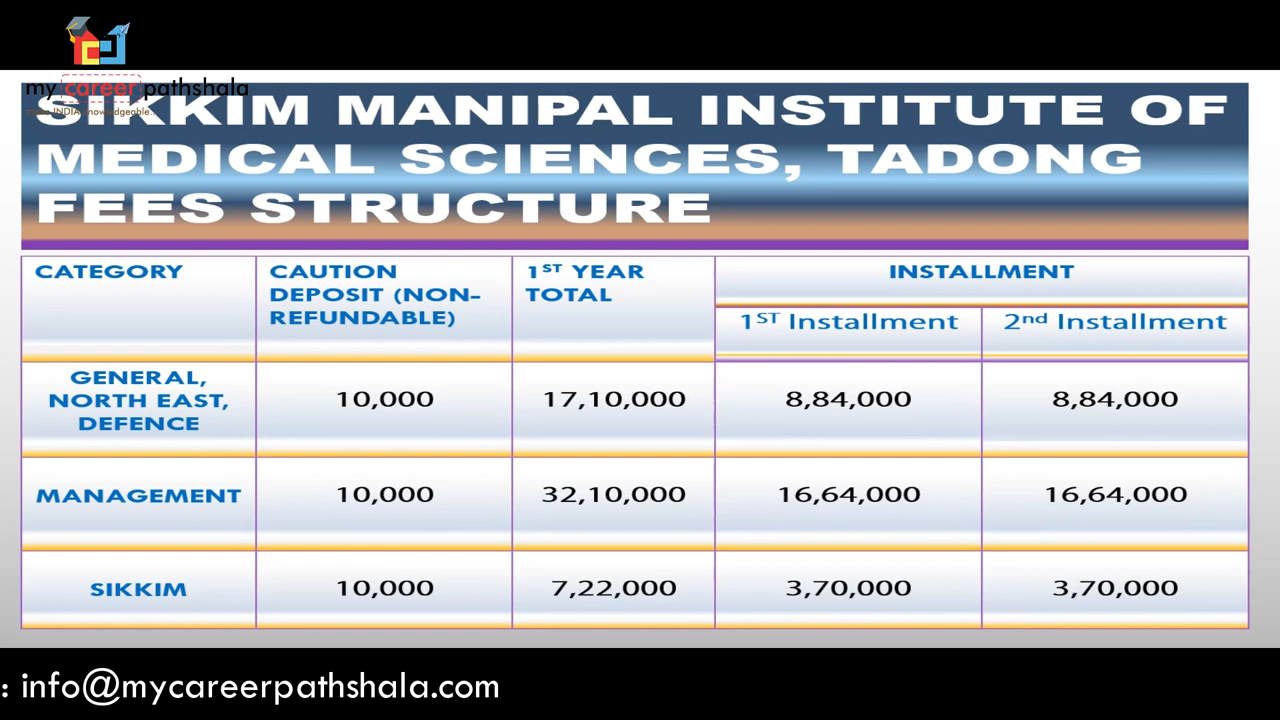 my career pathshala
SIKKIM MANIPAL INSTITUTE OF
MEDICAL SCIENCES, TADONG
FEES STRUCTURE
CATEGORY
CAUTION
DEPOSIT (NON-
REFUNDABLE)
1ST YEAR
TOTAL
INSTALLMENT
1ST Installment
2nd Installment
GENERAL,
NORTH EAST,
DEFENCE
10,000
17,10,000
8,84,000
8,84,000
MANAGEMENT
10,000
32,10,000
16,64,000
16,64,000
SIKKIM
10,000
7,22,000
3,70,000
3,70,000
: info@mycareerpathshala.com